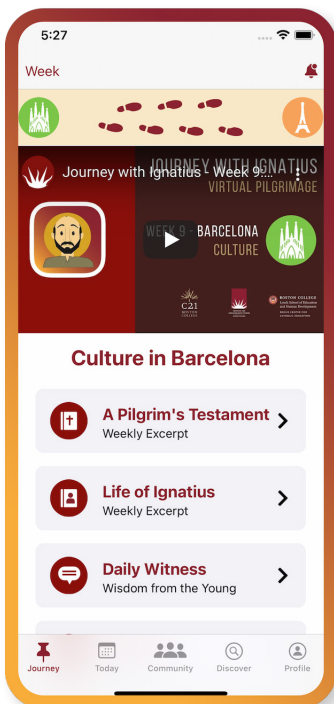 5:27
Week
Journey with Ignatius - Week 9:...
JOURNEY WITH IGNATIUS
VIRTUAL PILGRIMAGE
WEEK 9 - BARCELONA
CULTURE
C21
BOSTON
COLLEGE
BOSTON COLLEGE
Culture in Barcelona
A Pilgrim's Testament
Weekly Excerpt
Life of Ignatius
Weekly Excerpt
Daily Witness
Wisdom from the Young
Journey
Today
Community
Discover
Profile